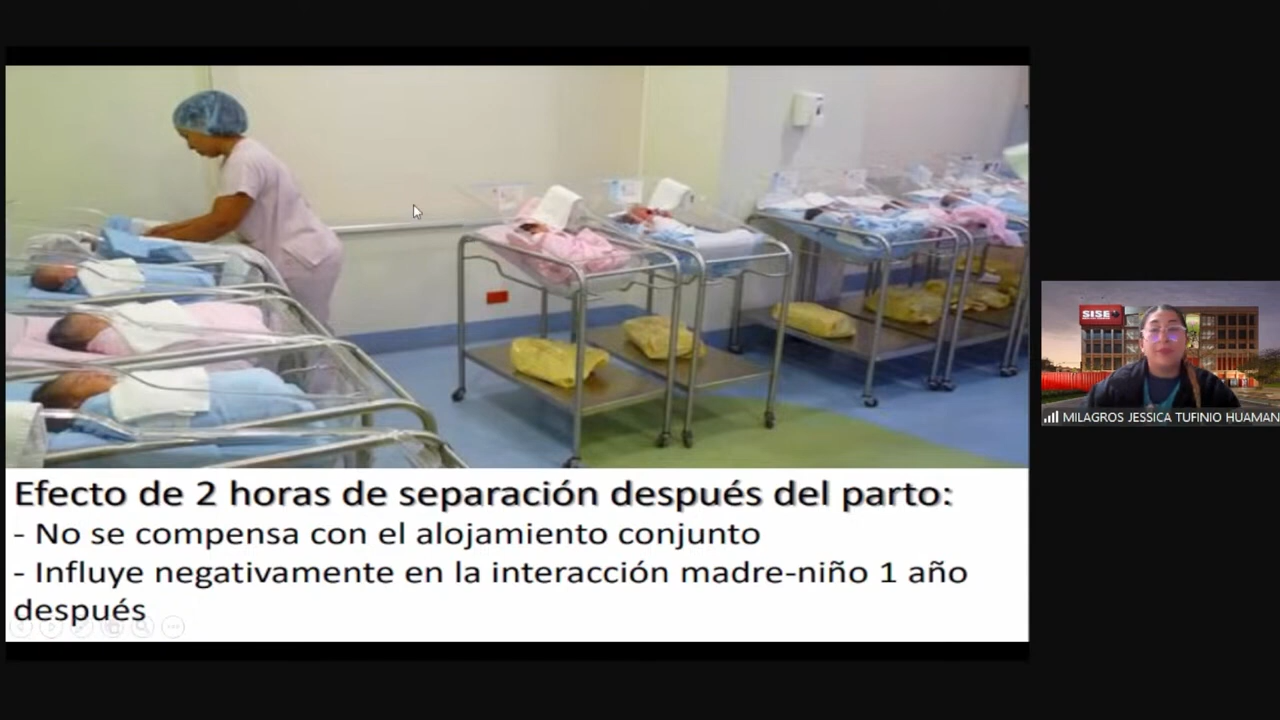 Efecto de 2 horas de separación después del parto:
- No se compensa con el alojamiento conjunto
- Influye negativamente en la interacción madre-niño 1 año
después
SISE
MILAGROS JESSICA TUFINIO HUAMAN